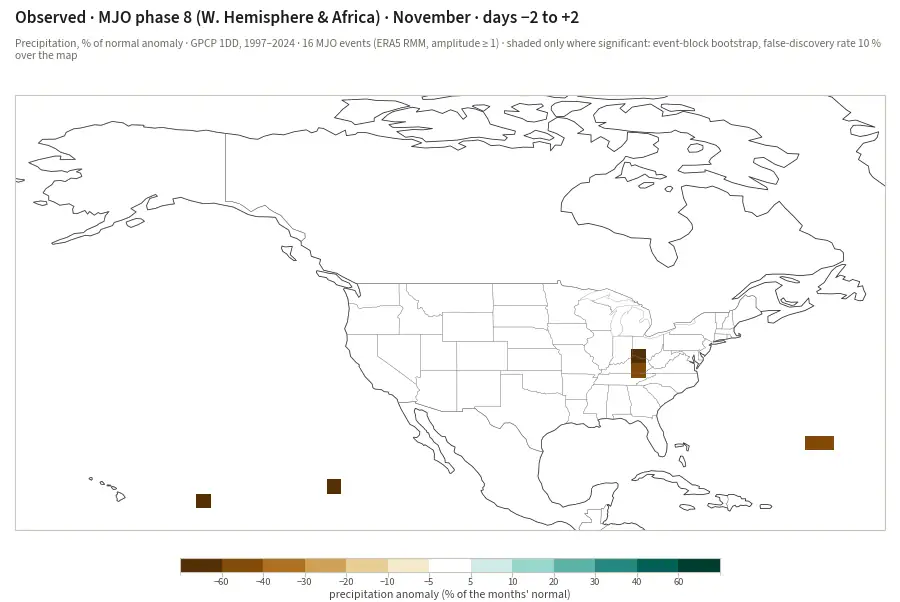 Observed · MJO phase 8 (W. Hemisphere & Africa) · November · days −2 to +2
Precipitation, % of normal anomaly · GPCP 1DD, 1997–2024 · 16 MJO events (ERA5 RMM, amplitude ≥ 1) · shaded only where significant: event-block bootstrap, false-discovery rate 10 %
over the map
−60 −40 −30 −20 −10 −5 5 10 20 30 40 60
precipitation anomaly (% of the months' normal)